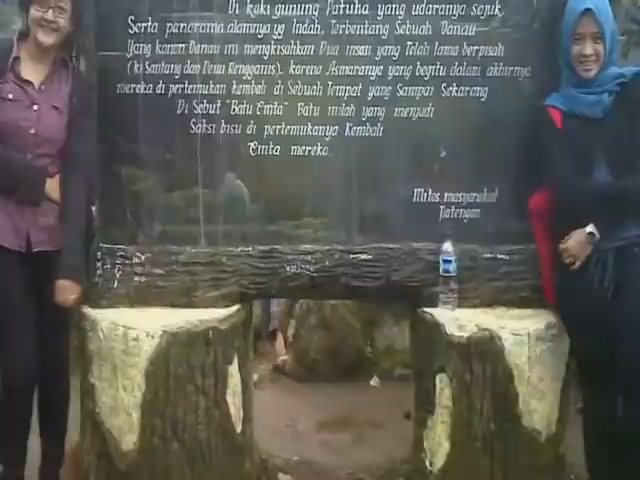 Di kaki gunung Patuha yang udaranya sejuk
Serta panorama alamnya yg Indah, Terbentang Sebuah Danau
Yang konon Danau ini mengkisahkan Dua insan yang Telah lama berpisah
(ki Santang dan Dewi Rengganis). karena Asmaranya yang begitu dalam akhirnya
mereka di pertemukan kembali di Sebuah Tempat yang Sampai Sekarang
Di Sebut "Batu Cinta" Batu inilah yang menjadi
Saksi bisu di pertemukanya Kembali
Cinta mereka.
Mitos masyarakat
Patengan